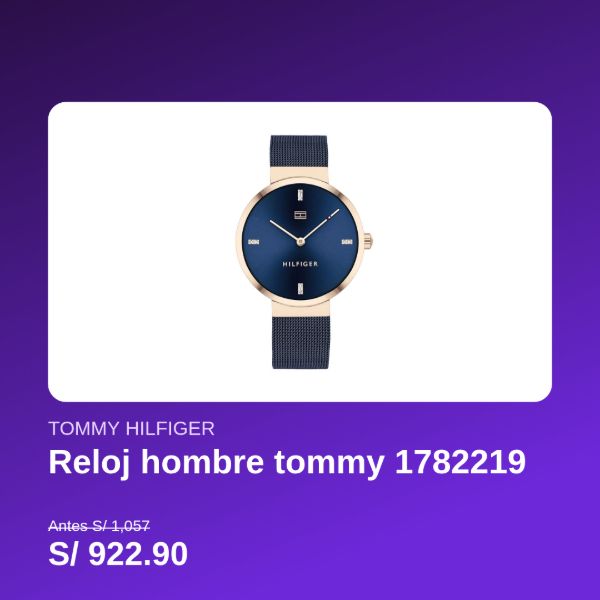 HILFIGER
TOMMY HILFIGER
Reloj hombre tommy 1782219
Antes S/ 1,057
S/ 922.90